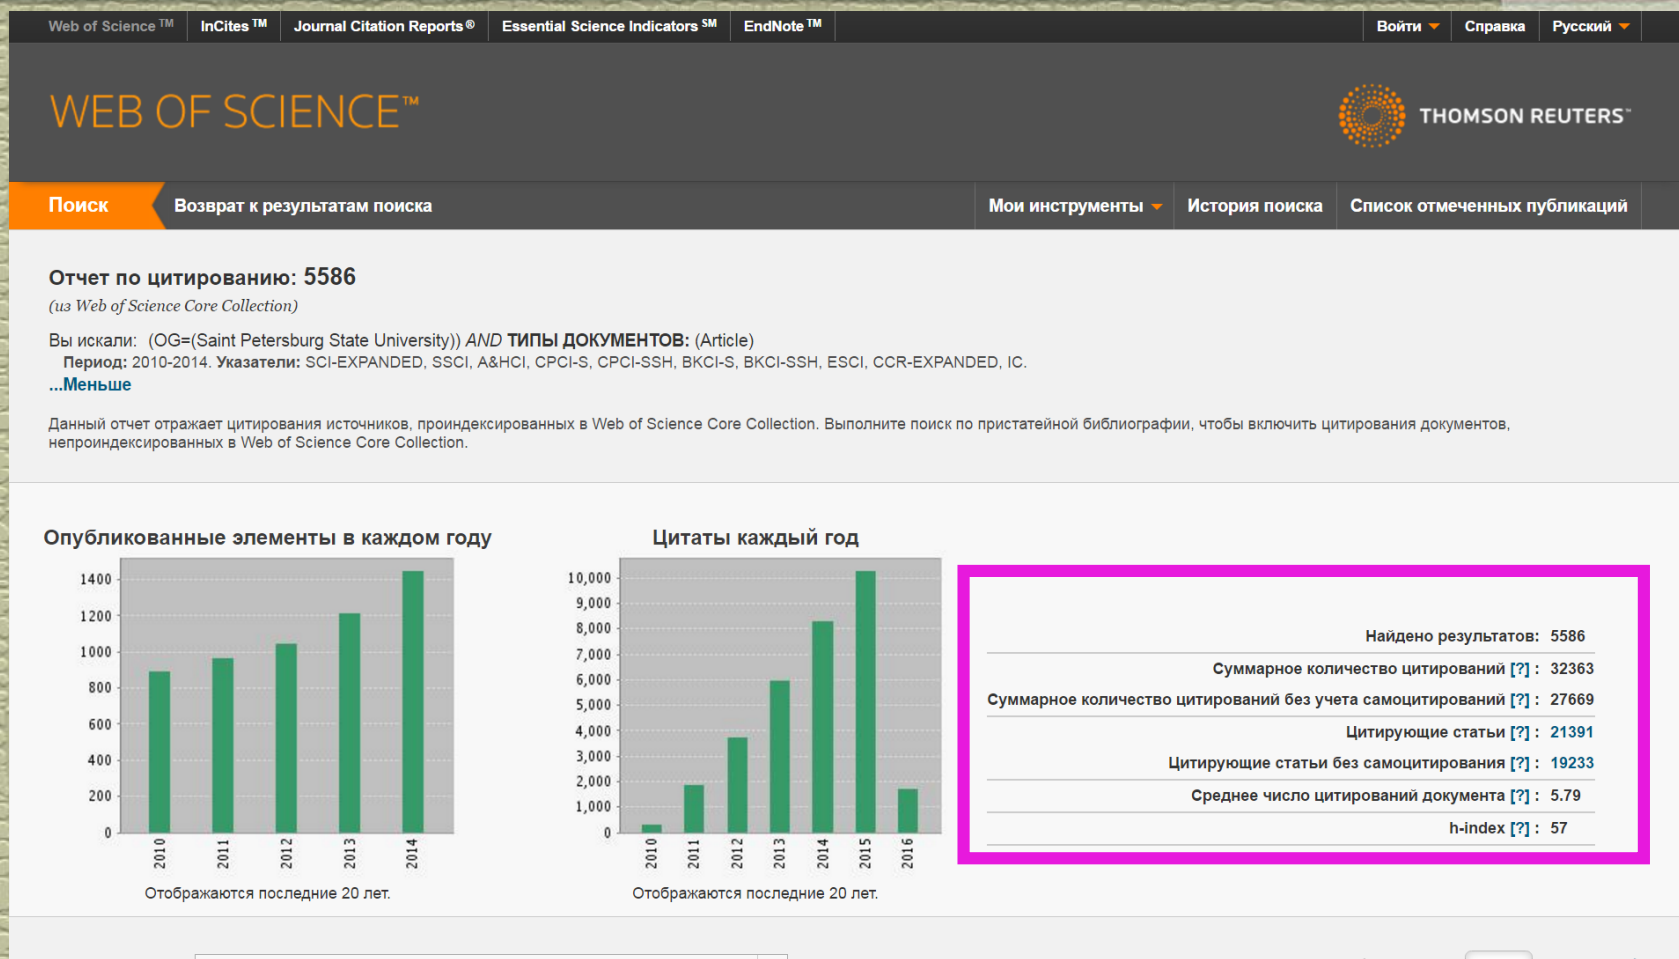 Web of Science ™ InCites ™ Journal Citation Reports ® Essential Science Indicators ℠ EndNote ™ Войти Справка Русский
WEB OF SCIENCE™
THOMSON REUTERS™
Поиск Возврат к результатам поиска Мои инструменты История поиска Список отмеченных публикаций
Отчет по цитированию: 5586
(из Web of Science Core Collection)
Вы искали: (OG=(Saint Petersburg State University)) AND ТИПЫ ДОКУМЕНТОВ: (Article)
Период: 2010-2014. Указатели: SCI-EXPANDED, SSCI, A&HCI, CPCI-S, CPCI-SSH, BKCI-S, BKCI-SSH, ESCI, CCR-EXPANDED, IC.
...Меньше
Данный отчет отражает цитирования источников, проиндексированных в Web of Science Core Collection. Выполните поиск по пристатейной библиографии, чтобы включить цитирования документов,
непроиндексированных в Web of Science Core Collection.
Опубликованные элементы в каждом году
1400
1200
1000
800
600
400
200
0
2010 2011 2012 2013 2014
Отображаются последние 20 лет.
Цитаты каждый год
10,000
9,000
8,000
7,000
6,000
5,000
4,000
3,000
2,000
1,000
0
2010 2011 2012 2013 2014 2015 2016
Отображаются последние 20 лет.
Найдено результатов: 5586
Суммарное количество цитирований [?] : 32363
Суммарное количество цитирований без учета самоцитирований [?] : 27669
Цитирующие статьи [?] : 21391
Цитирующие статьи без самоцитирования [?] : 19233
Среднее число цитирований документа [?] : 5.79
h-index [?] : 57